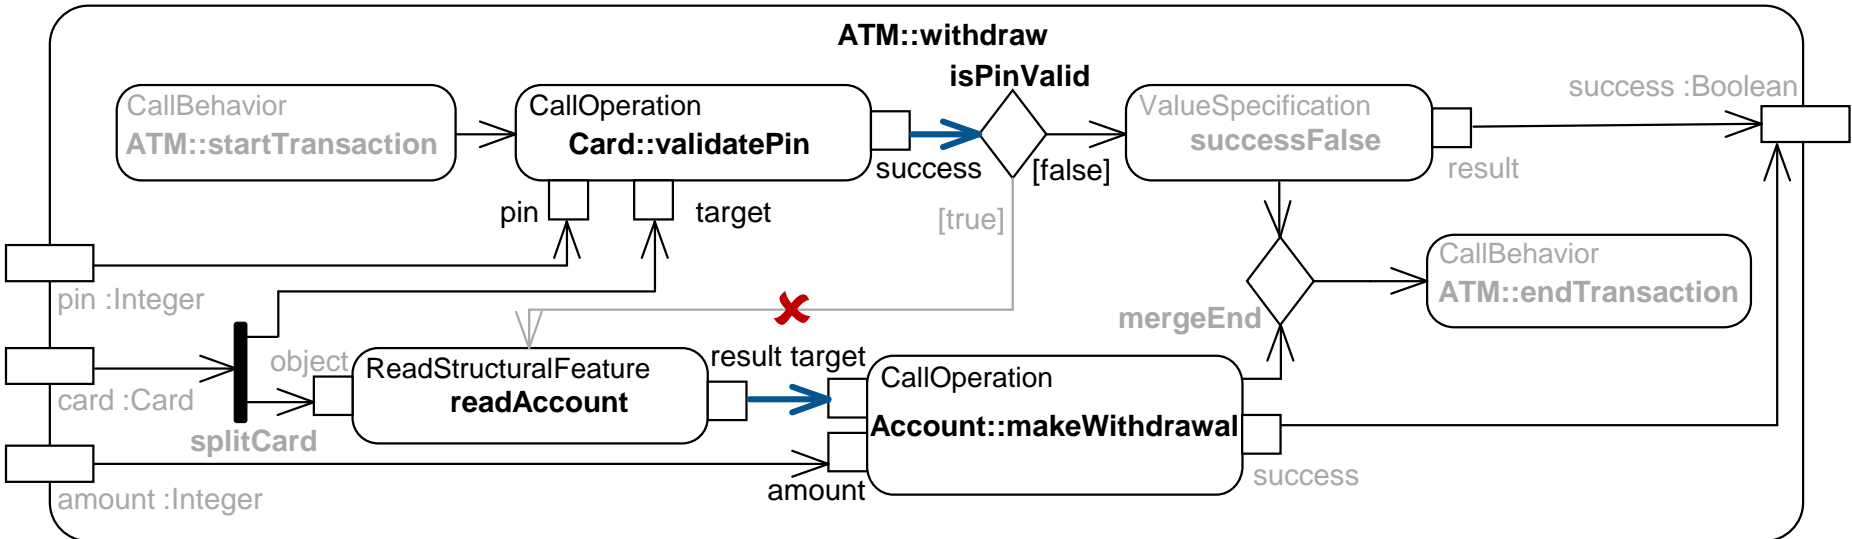 ATM::withdraw
isPinValid
success :Boolean
CallBehavior
ATM::startTransaction
CallOperation
Card::validatePin
success
[false]
ValueSpecification
successFalse
result
pin
target
[true]
pin :Integer
CallBehavior
ATM::endTransaction
mergeEnd
object
card :Card
splitCard
ReadStructuralFeature
readAccount
result target
CallOperation
Account::makeWithdrawal
success
amount
amount :Integer